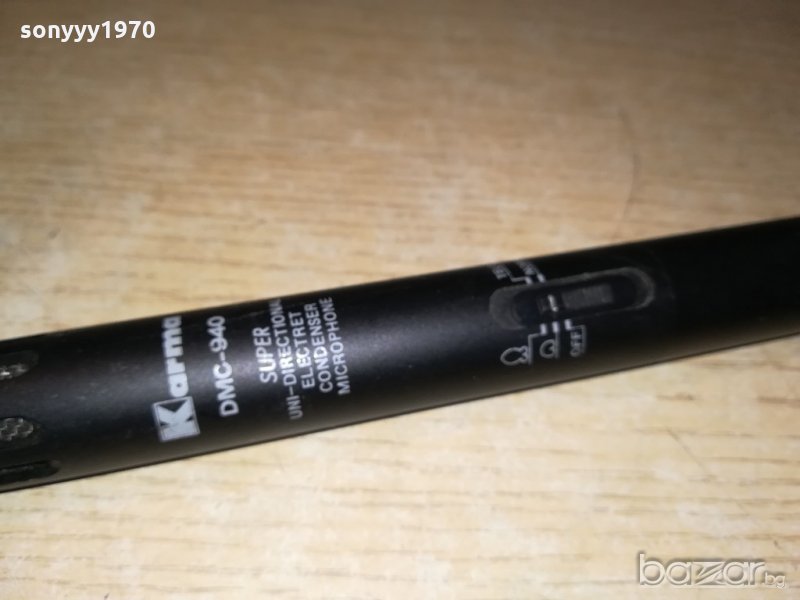 sonyyy1970
Karma
DMC-940
SUPER
UNI-DIRECTIONAL
ELECTRET
CONDENSER
MICROPHONE
OFF
bazar.bg